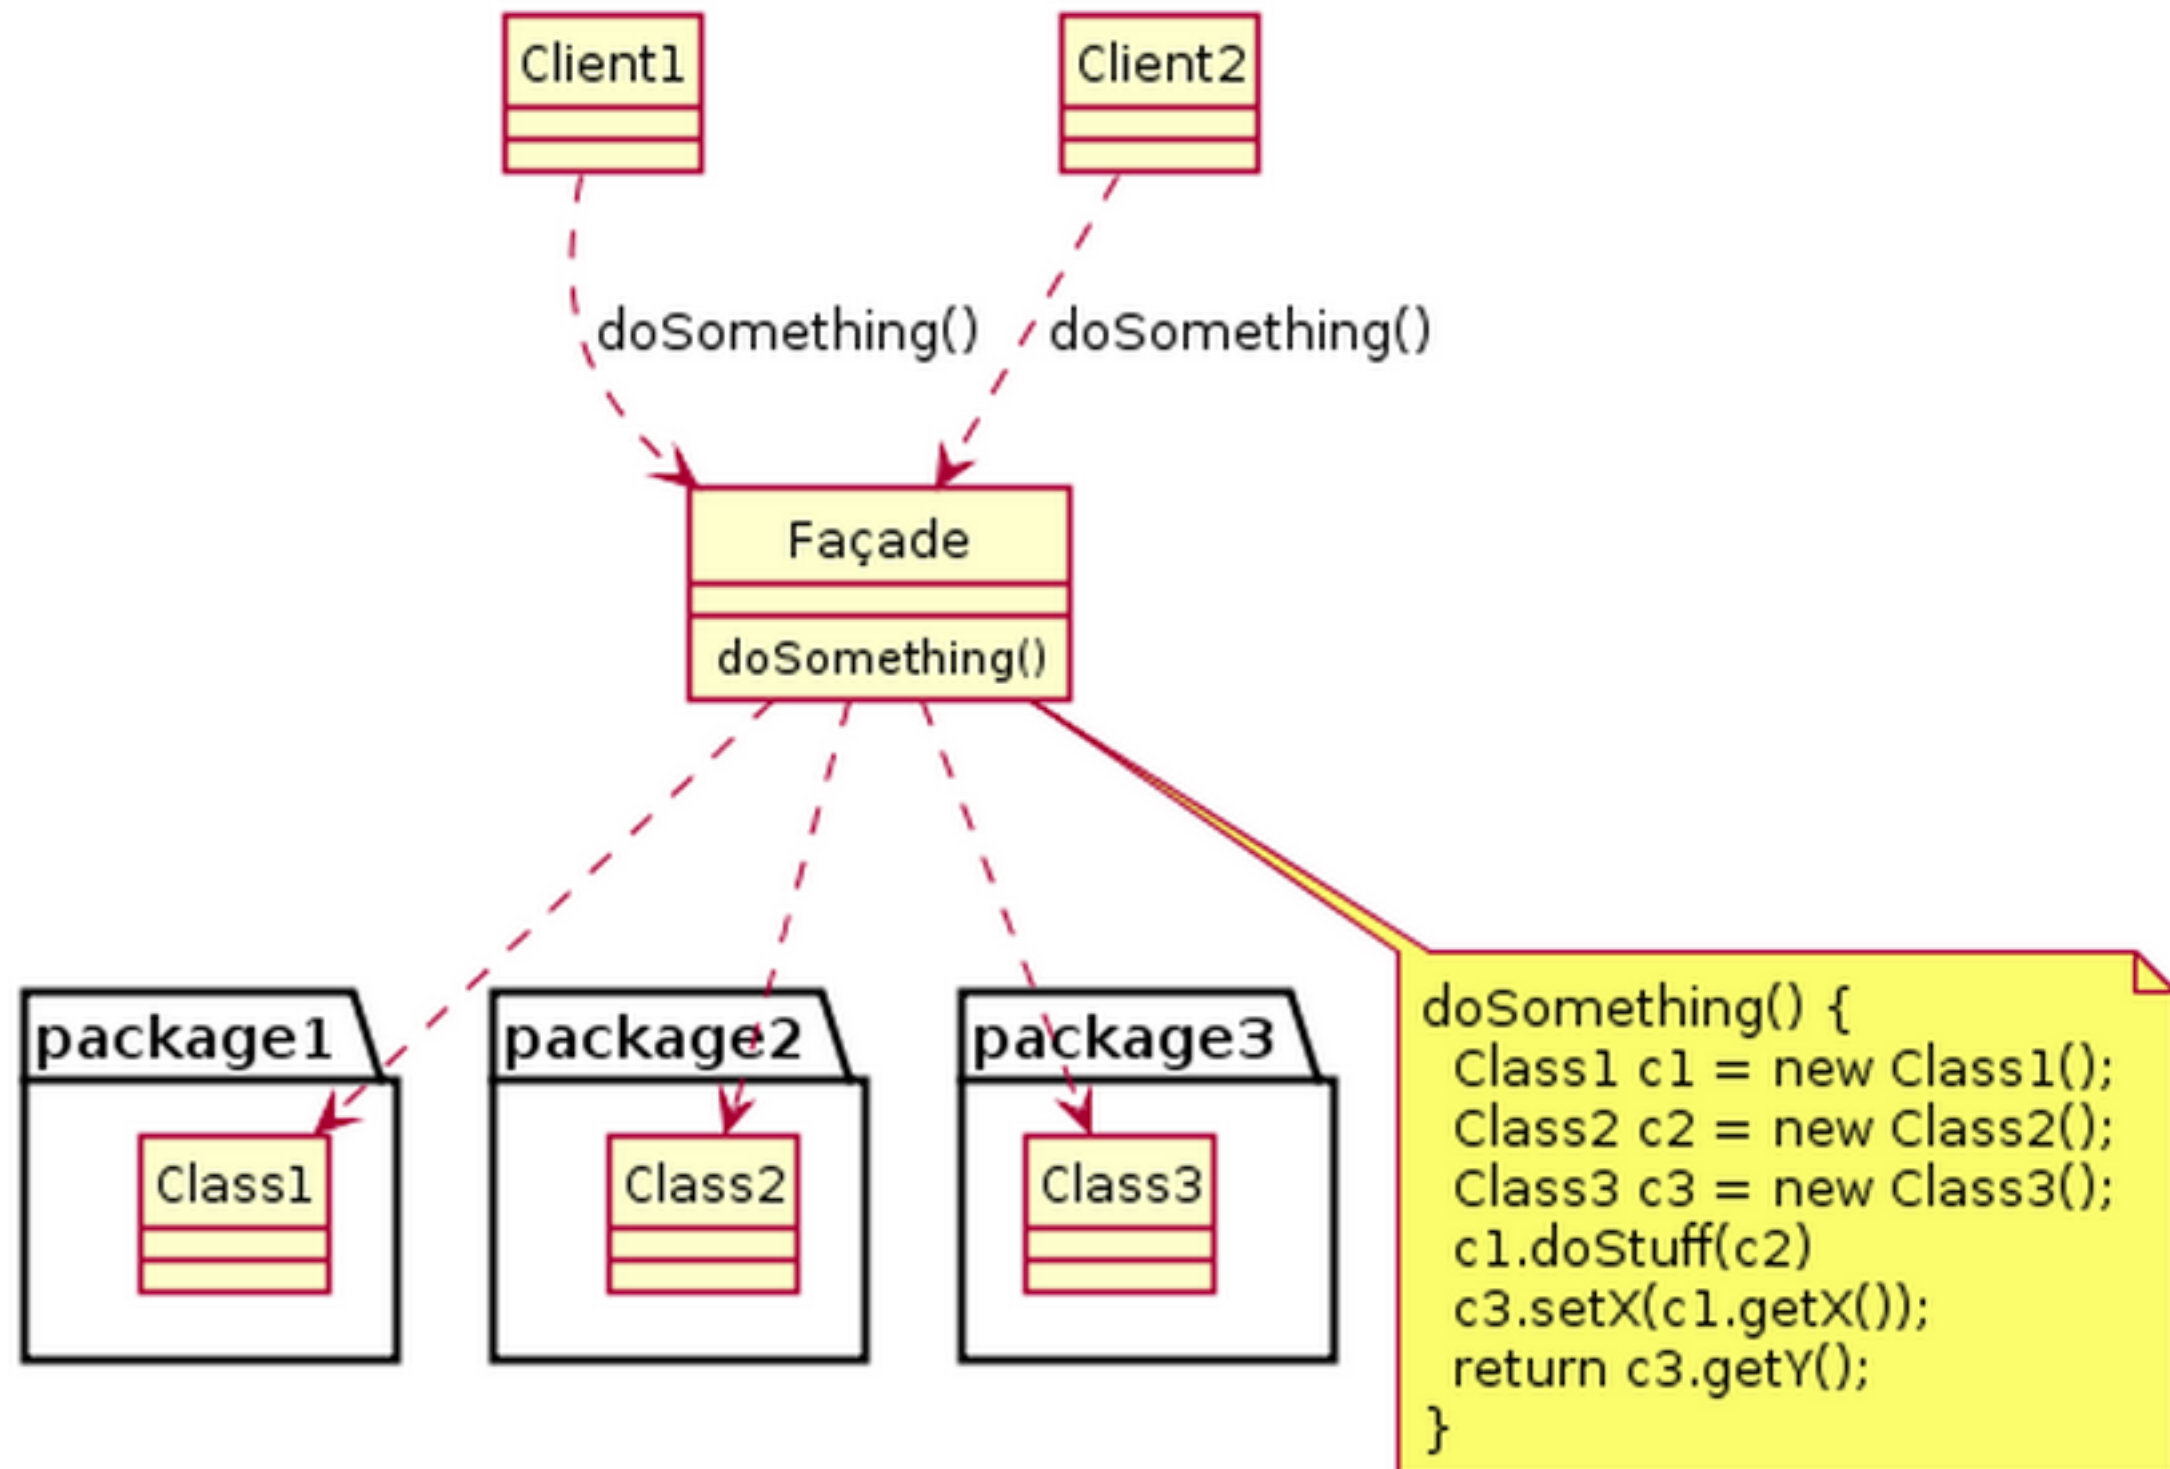 Client1
Client2
doSomething()
doSomething()
Façade
doSomething()
package1
package2
package3
Class1
Class2
Class3
doSomething() {
Class1 c1 = new Class1();
Class2 c2 = new Class2();
Class3 c3 = new Class3();
c1.doStuff(c2)
c3.setX(c1.getX());
return c3.getY();
}